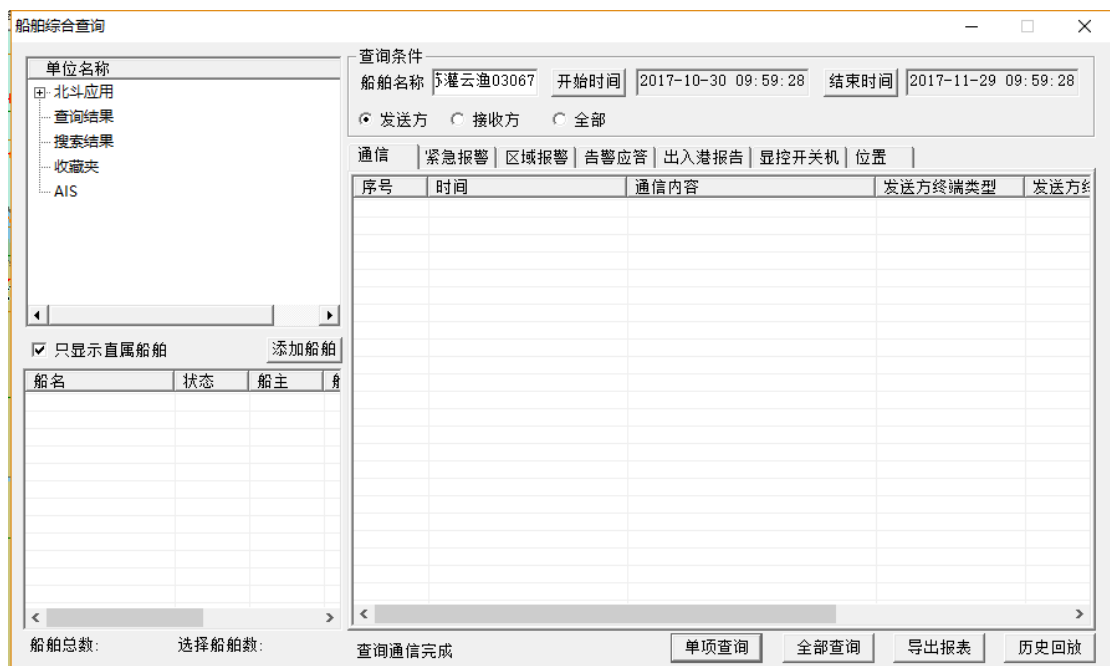 船舶综合查询
单位名称
北斗应用
查询结果
搜索结果
收藏夹
AIS
只显示直属船舶 添加船舶
船名 状态 船主
船舶总数: 选择船舶数:
查询条件
船舶名称 灌云渔03067 开始时间 2017-10-30 09:59:28 结束时间 2017-11-29 09:59:28
发送方 接收方 全部
通信 紧急报警 区域报警 告警应答 出入港报告 显控开关机 位置
序号 时间 通信内容 发送方终端类型 发送方
查询通信完成 单项查询 全部查询 导出报表 历史回放